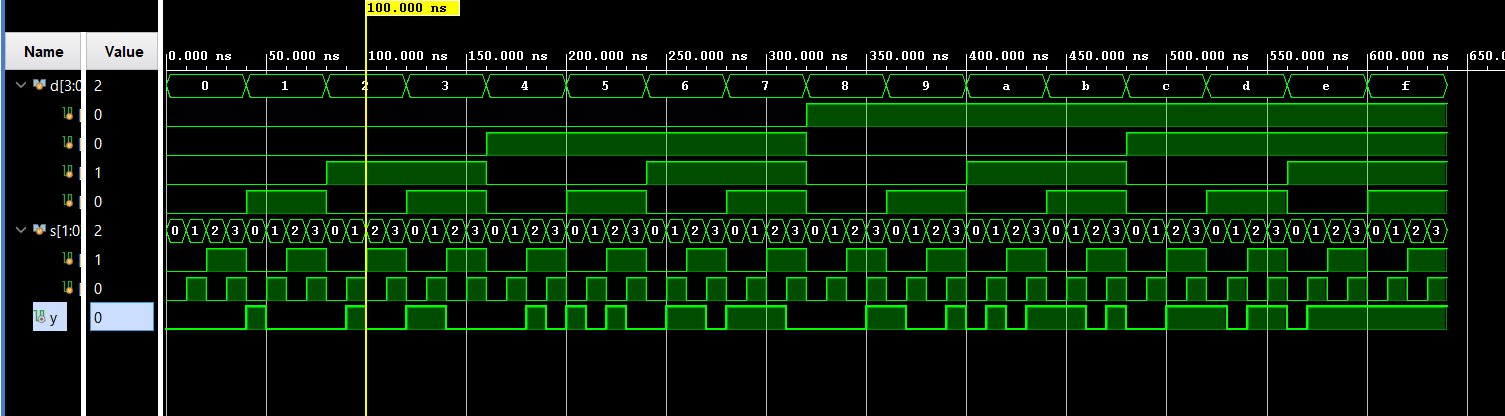 100.000 ns
Name Value
0.000 ns 50.000 ns 100.000 ns 150.000 ns 200.000 ns 250.000 ns 300.000 ns 350.000 ns 400.000 ns 450.000 ns 500.000 ns 550.000 ns 600.000 ns 650.0
d[3:0 2 0 1 2 3 4 5 6 7 8 9 a b c d e f
0
0
1
0
s[1:0 2 0 1 2 3 0 1 2 3 0 1 2 3 0 1 2 3 0 1 2 3 0 1 2 3 0 1 2 3 0 1 2 3 0 1 2 3 0 1 2 3 0 1 2 3 0 1 2 3 0 1 2 3 0 1 2 3 0 1 2 3 0 1 2 3
1
0
y 0